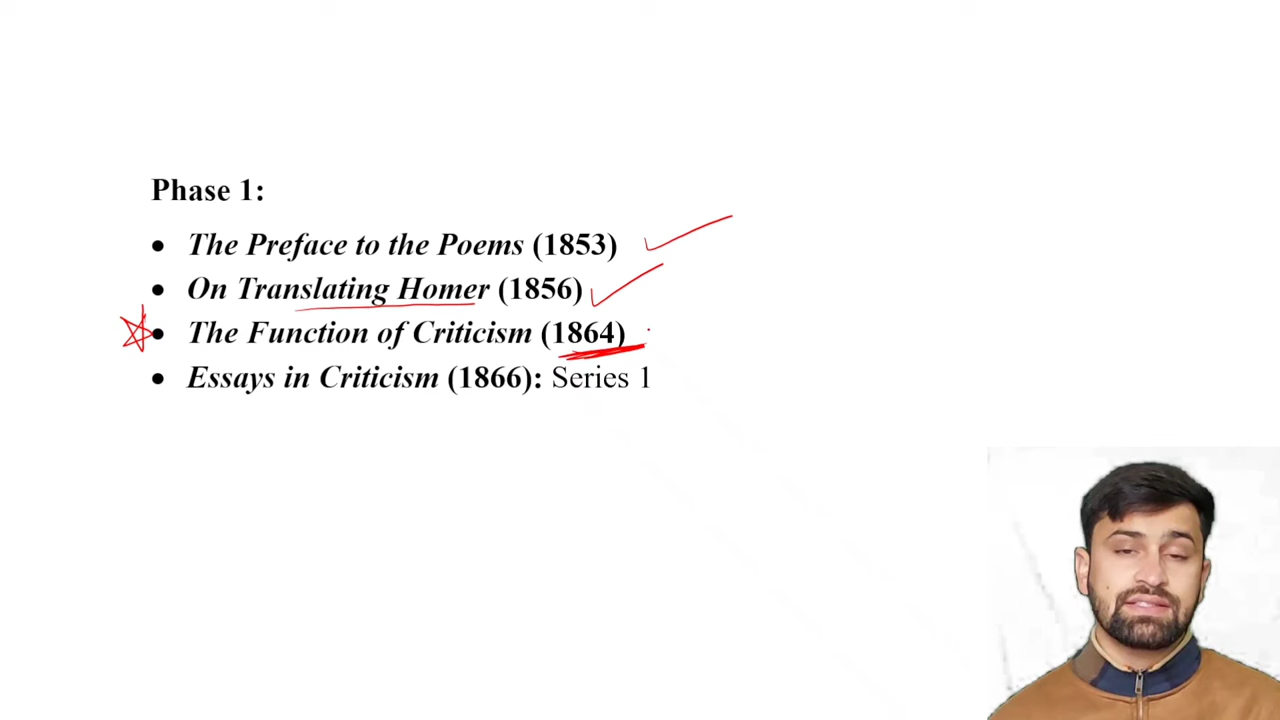 Phase 1:
• The Preface to the Poems (1853)
• On Translating Homer (1856)
• The Function of Criticism (1864)
• Essays in Criticism (1866): Series 1